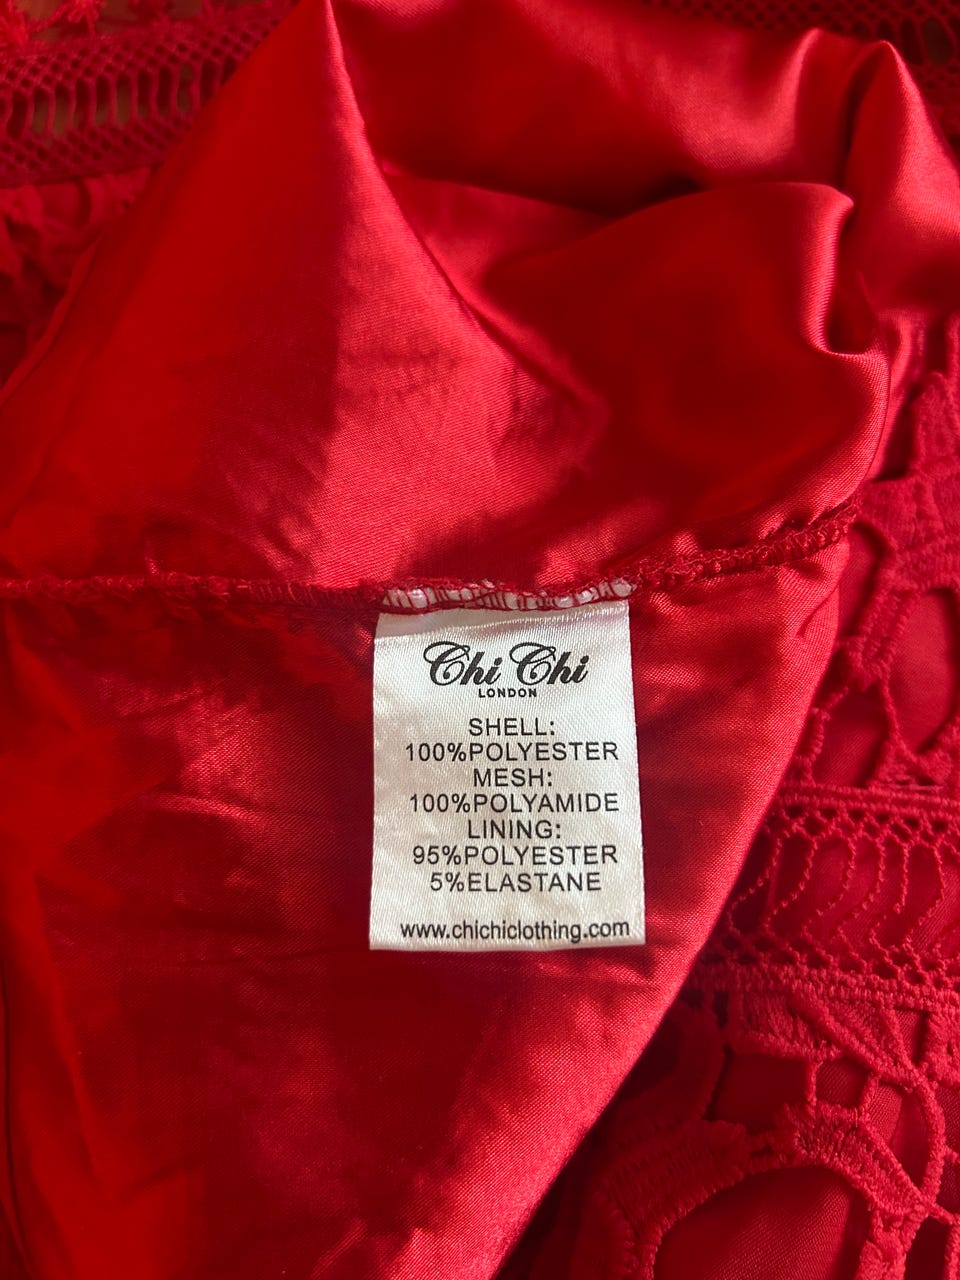 Chi Chi
LONDON
SHELL:
100%POLYESTER
MESH:
100%POLYAMIDE
LINING:
95%POLYESTER
5%ELASTANE
www.chichiclothing.com